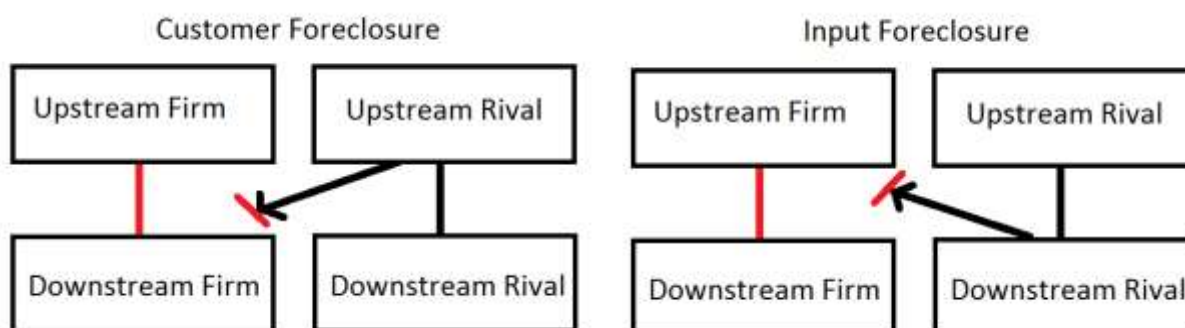 Customer Foreclosure
Upstream Firm
Upstream Rival
Downstream Firm
Downstream Rival
Input Foreclosure
Upstream Firm
Upstream Rival
Downstream Firm
Downstream Rival